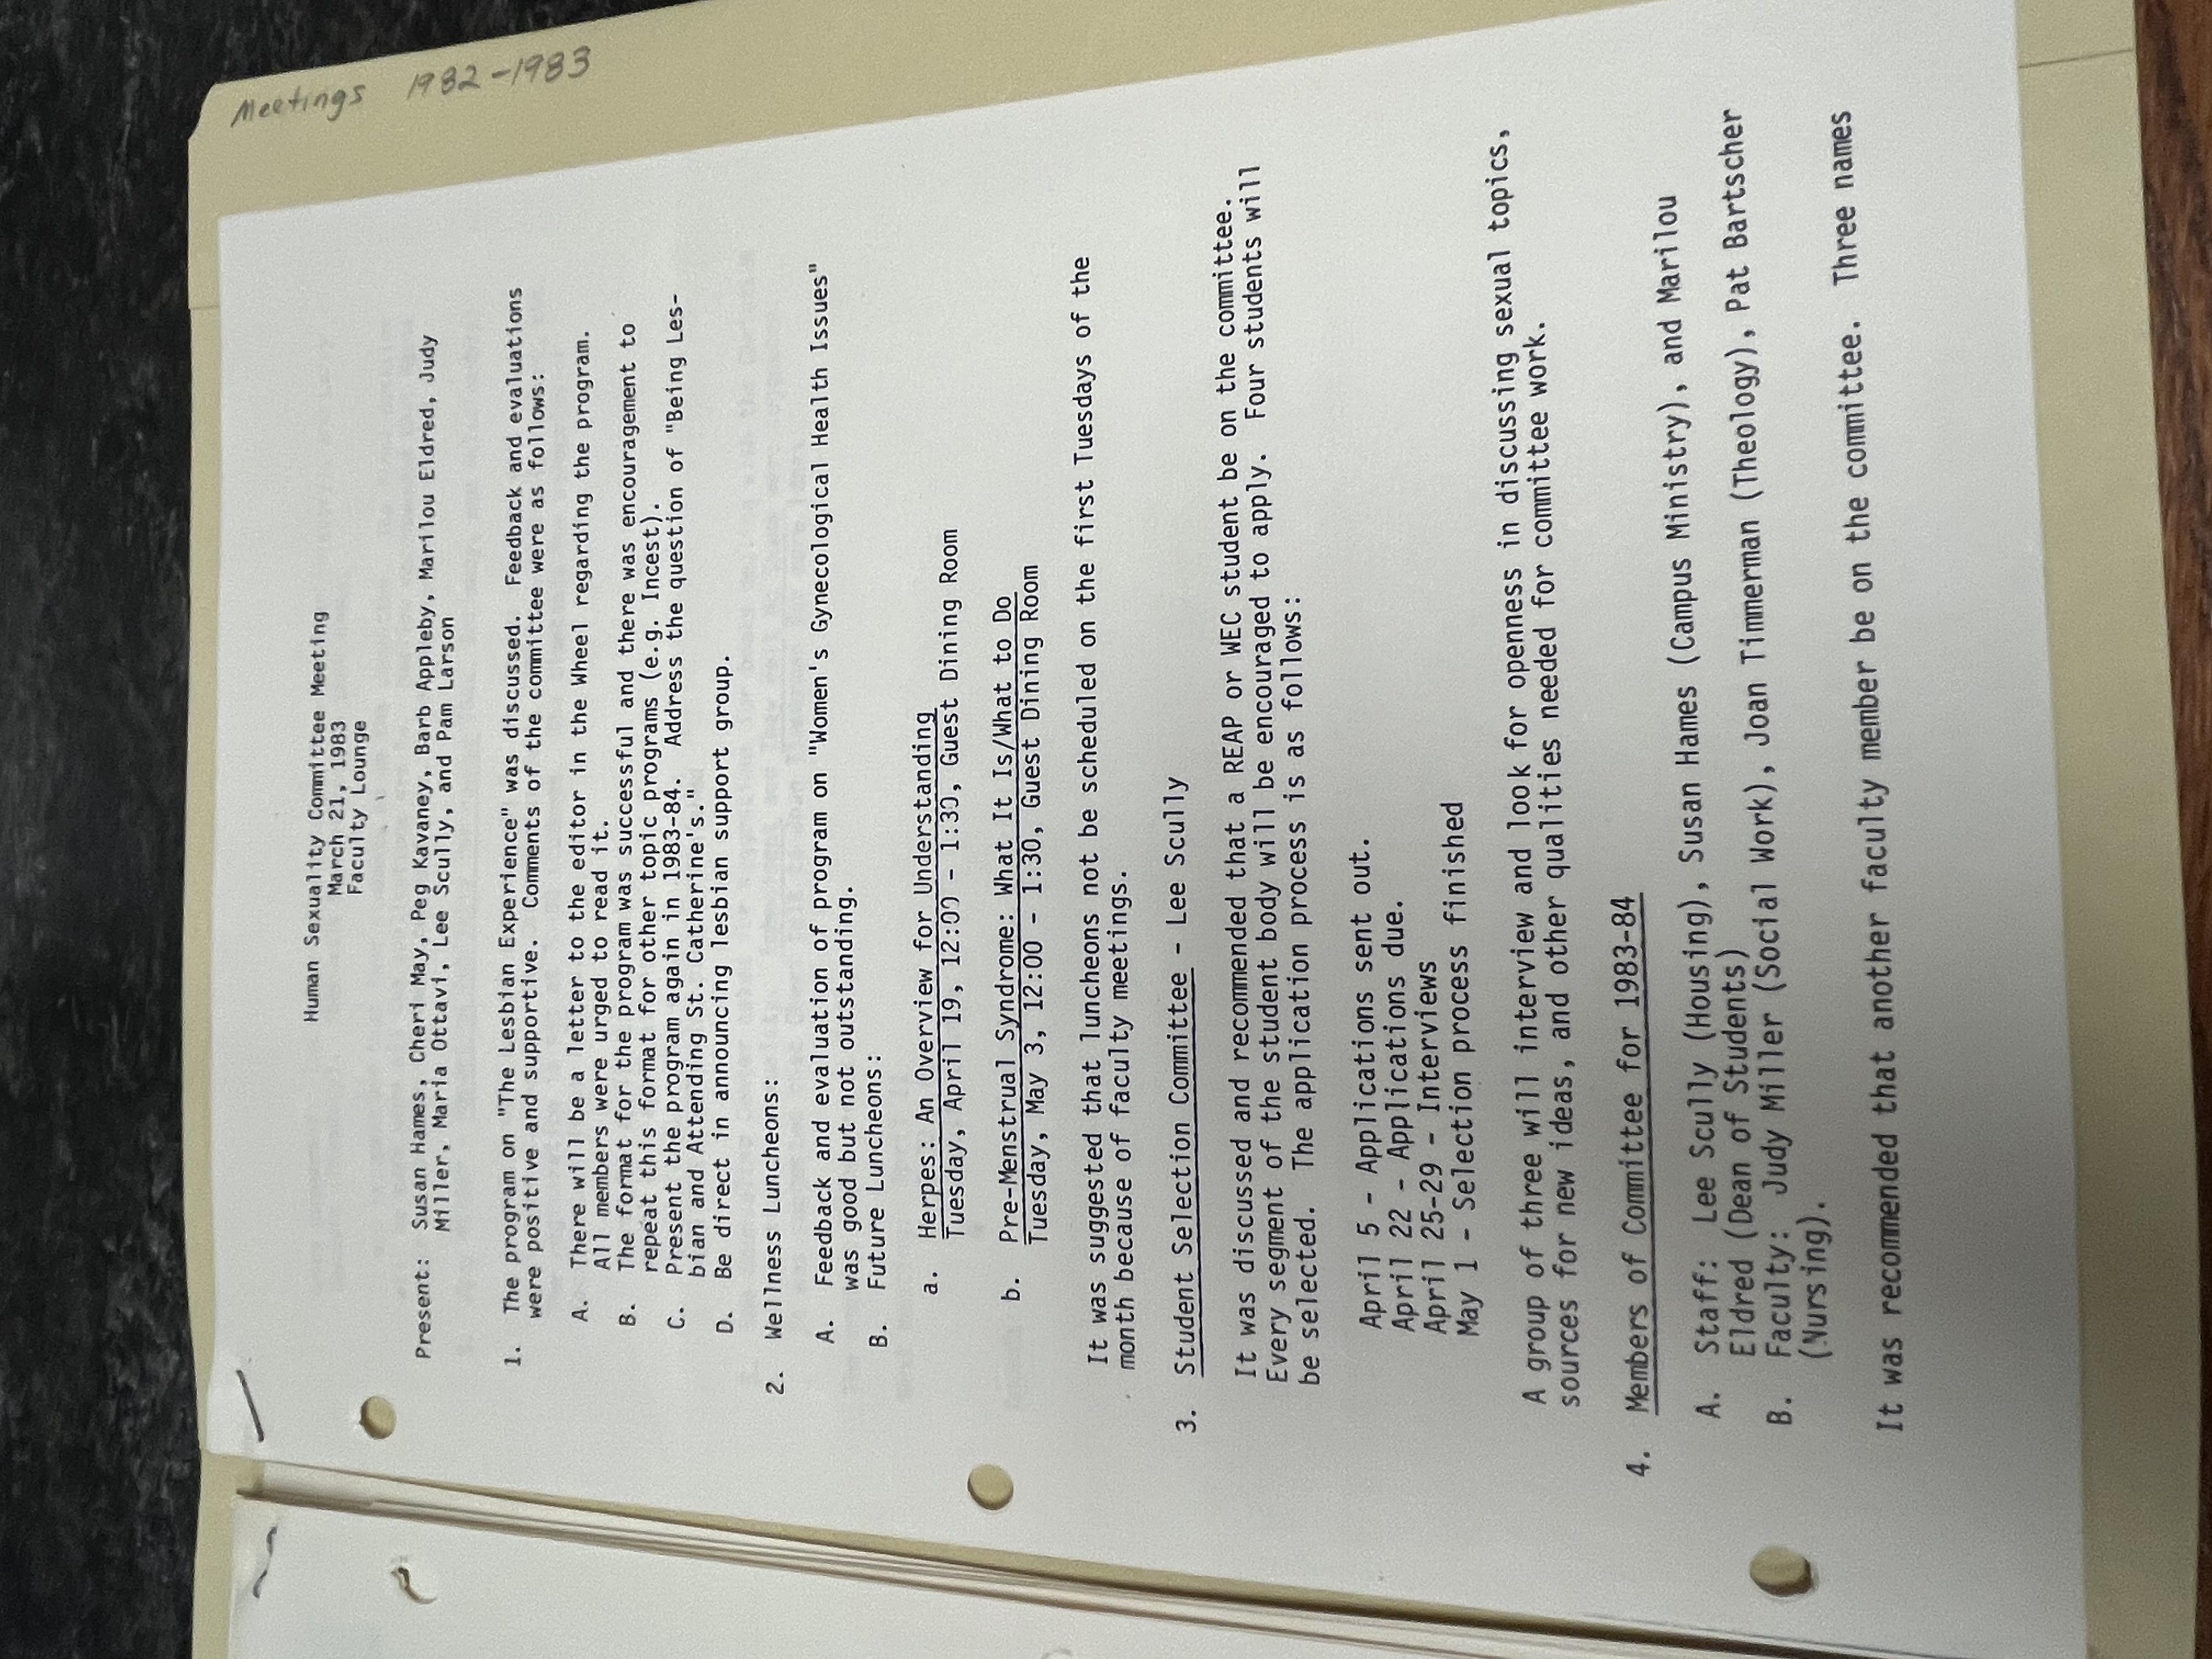 Human Sexuality Committee Meeting
March 21, 1983
Faculty Lounge
Present: Susan Hames, Cheri May, Peg Kavaney, Barb Appleby, Marilou Eldred, Judy
Miller, Maria Ottavi, Lee Scully, and Pam Larson
1. The program on "The Lesbian Experience" was discussed. Feedback and evaluations
were positive and supportive. Comments of the committee were as follows:
A. There will be a letter to the editor in the Wheel regarding the program.
All members were urged to read it.
B. The format for the program was successful and there was encouragement to
repeat this format for other topic programs (e.g. Incest).
C. Present the program again in 1983-84. Address the question of "Being Les-
bian and Attending St. Catherine's."
D. Be direct in announcing lesbian support group.
2. Wellness Luncheons:
A. Feedback and evaluation of program on "Women's Gynecological Health Issues"
was good but not outstanding.
B. Future Luncheons:
a. Herpes: An Overview for Understanding
Tuesday, April 19, 12:00 - 1:30, Guest Dining Room
b. Pre-Menstrual Syndrome: What It Is/What to Do
Tuesday, May 3, 12:00 - 1:30, Guest Dining Room
It was suggested that luncheons not be scheduled on the first Tuesdays of the
month because of faculty meetings.
3. Student Selection Committee - Lee Scully
It was discussed and recommended that a REAP or WEC student be on the committee.
Every segment of the student body will be encouraged to apply. Four students will
be selected. The application process is as follows:
April 5 - Applications sent out.
April 22 - Applications due.
April 25-29 - Interviews
May 1 - Selection process finished
A group of three will interview and look for openness in discussing sexual topics,
sources for new ideas, and other qualities needed for committee work.
4. Members of Committee for 1983-84
A. Staff: Lee Scully (Housing), Susan Hames (Campus Ministry), and Marilou
Eldred (Dean of Students)
B. Faculty: Judy Miller (Social Work), Joan Timmerman (Theology), Pat Bartscher
(Nursing).
It was recommended that another faculty member be on the committee. Three names
Meetings 1982-1983